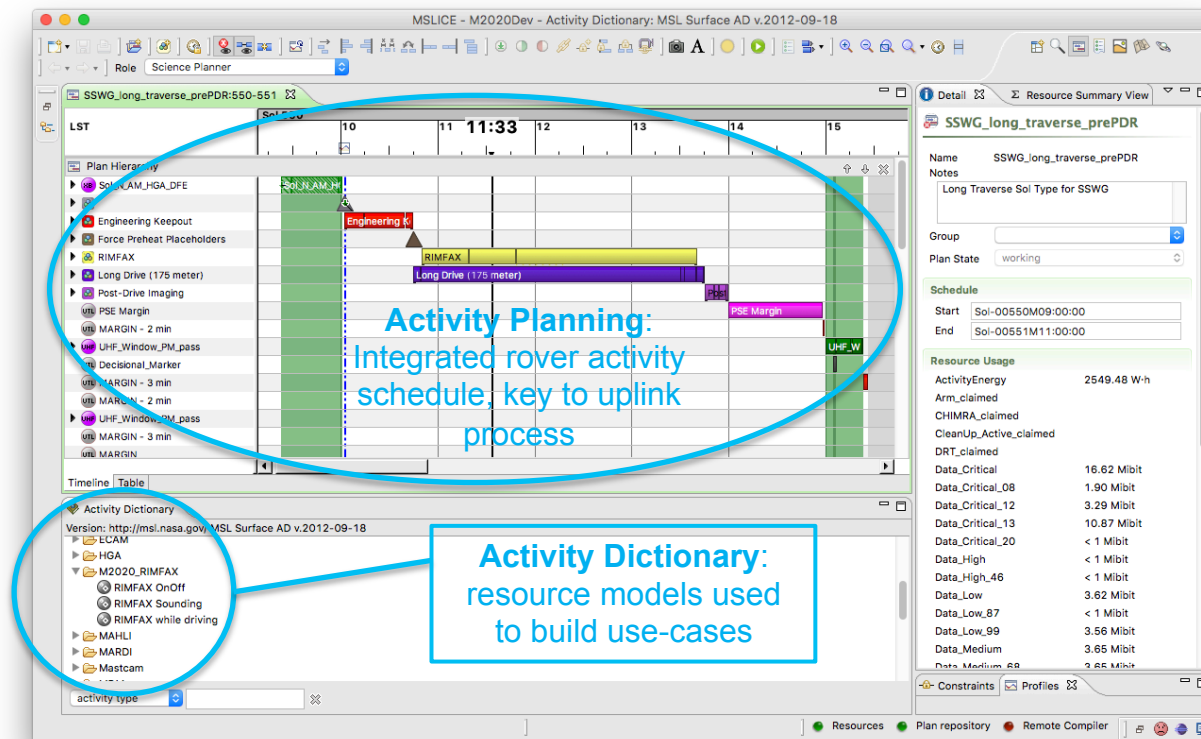 MSLICE - M2020Dev - Activity Dictionary: MSL Surface AD v.2012-09-18
Role Science Planner
SSWG_long_traverse_prePDR:550-551
LST
10 11 11:33 12 13 14 15
Plan Hierarchy
Sol_N_AM_HGA_DFE
Engineering Keepout
Engineering K
Force Preheat Placeholders
RIMFAX
RIMFAX
Long Drive (175 meter)
Long Drive (175 meter)
Post-Drive Imaging
PSE Margin
PSE Margin
MARGIN - 2 min
UHF_Window_PM_pass
UHF_W
Decisional_Marker
MARGIN - 3 min
MARGIN - 2 min
UHF_Window_PM_pass
MARGIN - 3 min
MARGIN
Activity Planning:
Integrated rover activity
schedule, key to uplink
process
Timeline Table
Activity Dictionary
Version: http://msl.nasa.gov/MSL Surface AD v.2012-09-18
ECAM
HGA
M2020_RIMFAX
RIMFAX OnOff
RIMFAX Sounding
RIMFAX while driving
MAHLI
MARDI
Mastcam
activity type
Activity Dictionary:
resource models used
to build use-cases
Detail Σ Resource Summary View
SSWG_long_traverse_prePDR
Name SSWG_long_traverse_prePDR
Notes
Long Traverse Sol Type for SSWG
Group
Plan State working
Schedule
Start Sol-00550M09:00:00
End Sol-00551M11:00:00
Resource Usage
ActivityEnergy 2549.48 W·h
Arm_claimed
CHIMRA_claimed
CleanUp_Active_claimed
DRT_claimed
Data_Critical 16.62 Mibit
Data_Critical_08 1.90 Mibit
Data_Critical_12 3.29 Mibit
Data_Critical_13 10.87 Mibit
Data_Critical_20 < 1 Mibit
Data_High < 1 Mibit
Data_High_46 < 1 Mibit
Data_Low 3.62 Mibit
Data_Low_87 < 1 Mibit
Data_Low_99 3.56 Mibit
Data_Medium 3.65 Mibit
Data_Medium_68 3.65 Mibit
Constraints Profiles
Resources Plan repository Remote Compiler